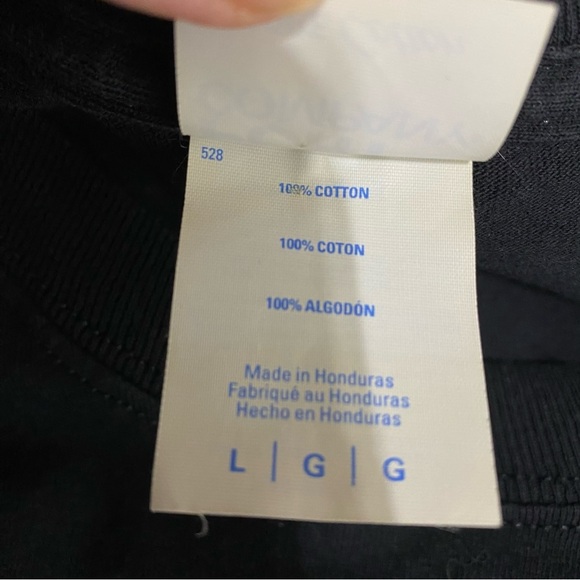 528
100% COTTON
100% COTON
100% ALGODÓN
Made in Honduras
Fabriqué au Honduras
Hecho en Honduras
L | G | G